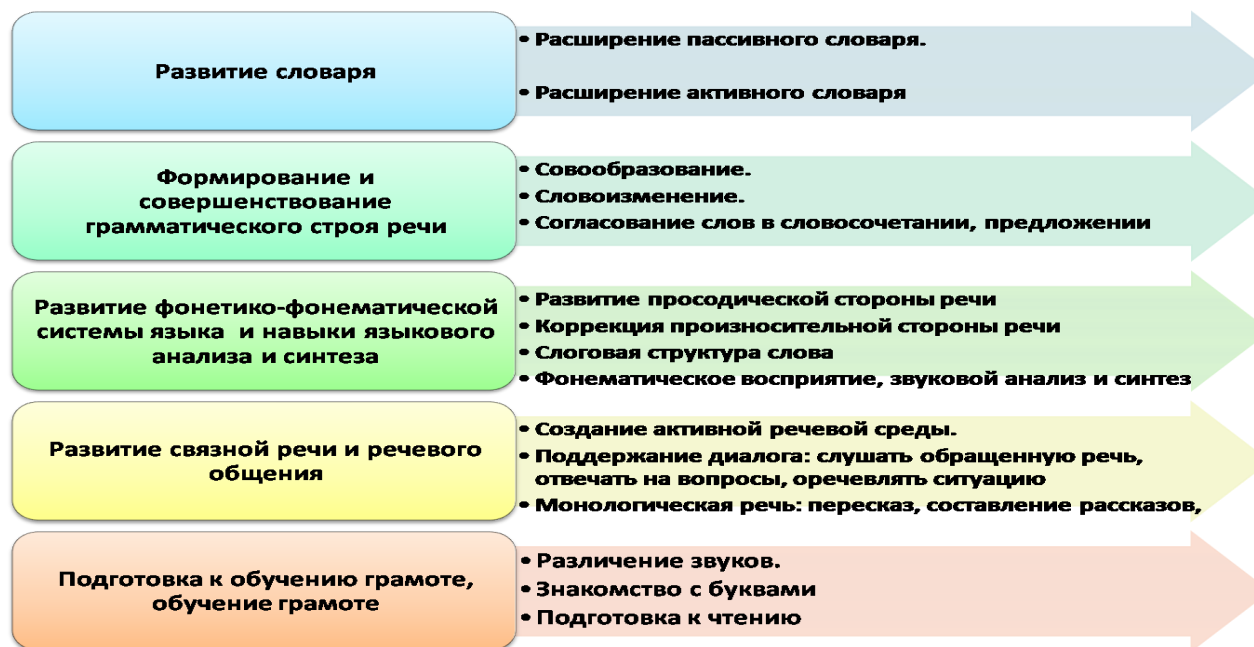 Развитие словаря
• Расширение пассивного словаря.
• Расширение активного словаря
Формирование и
совершенствование
грамматического строя речи
• Совообразование.
• Словоизменение.
• Согласование слов в словосочетании, предложении
Развитие фонетико-фонематической
системы языка и навыки языкового
анализа и синтеза
• Развитие просодической стороны речи
• Коррекция произносительной стороны речи
• Слоговая структура слова
• Фонематическое восприятие, звуковой анализ и синтез
Развитие связной речи и речевого
общения
• Создание активной речевой среды.
• Поддержание диалога: слушать обращенную речь,
отвечать на вопросы, оречевлять ситуацию
• Монологическая речь: пересказ, составление рассказов,
Подготовка к обучению грамоте,
обучение грамоте
• Различение звуков.
• Знакомство с буквами
• Подготовка к чтению